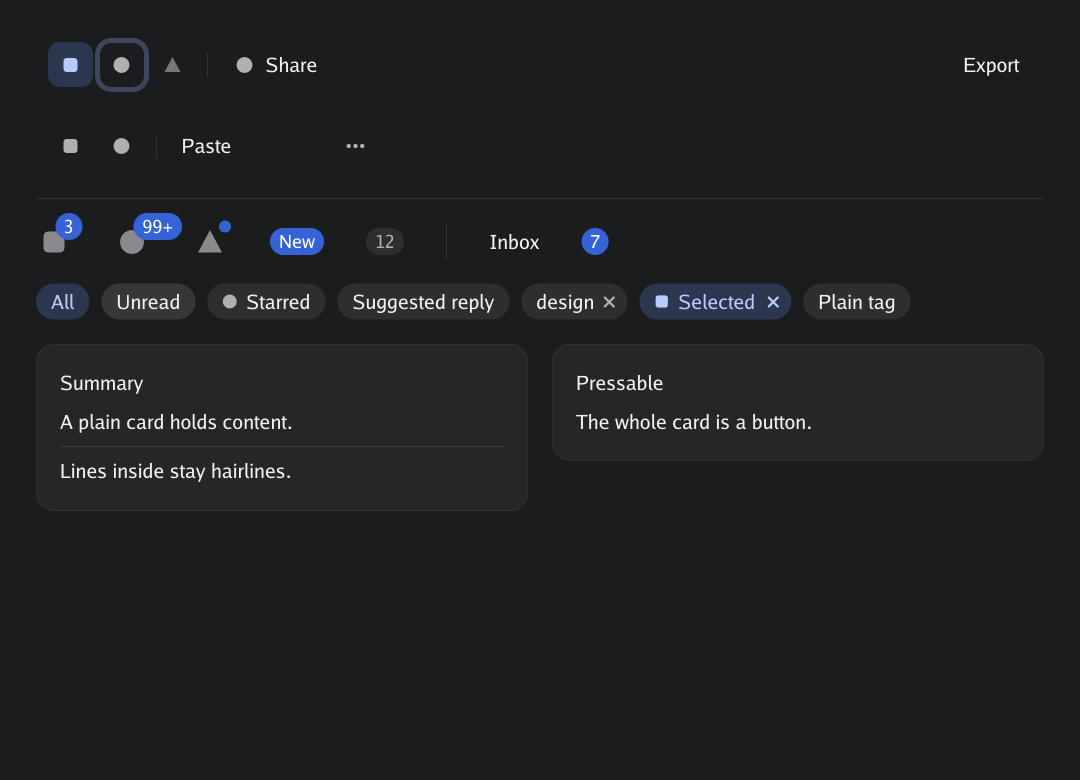 Share Export
Paste •••
3 99+ New 12 Inbox 7
All Unread Starred Suggested reply design × Selected × Plain tag
Summary
A plain card holds content.
Lines inside stay hairlines.
Pressable
The whole card is a button.